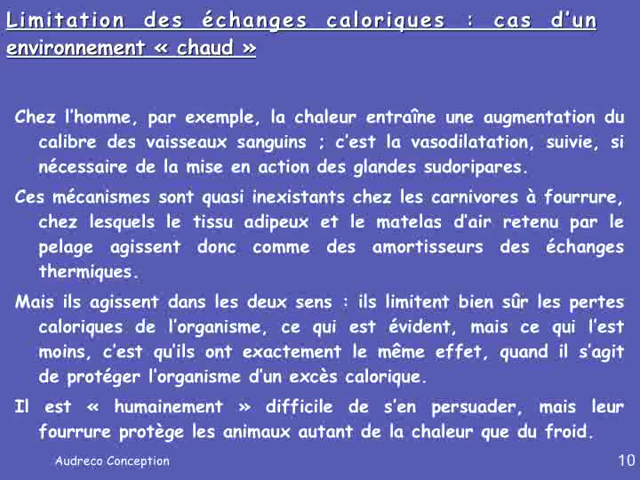 Limitation des échanges caloriques : cas d’un
environnement « chaud »
Chez l’homme, par exemple, la chaleur entraîne une augmentation du
calibre des vaisseaux sanguins ; c’est la vasodilatation, suivie, si
nécessaire de la mise en action des glandes sudoripares.
Ces mécanismes sont quasi inexistants chez les carnivores à fourrure,
chez lesquels le tissu adipeux et le matelas d’air retenu par le
pelage agissent donc comme des amortisseurs des échanges
thermiques.
Mais ils agissent dans les deux sens : ils limitent bien sûr les pertes
caloriques de l’organisme, ce qui est évident, mais ce qui l’est
moins, c’est qu’ils ont exactement le même effet, quand il s’agit
de protéger l’organisme d’un excès calorique.
Il est « humainement » difficile de s’en persuader, mais leur
fourrure protège les animaux autant de la chaleur que du froid.
Audreco Conception
10